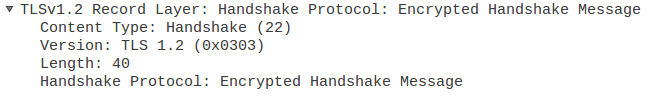 TLSv1.2 Record Layer: Handshake Protocol: Encrypted Handshake Message
Content Type: Handshake (22)
Version: TLS 1.2 (0x0303)
Length: 40
Handshake Protocol: Encrypted Handshake Message